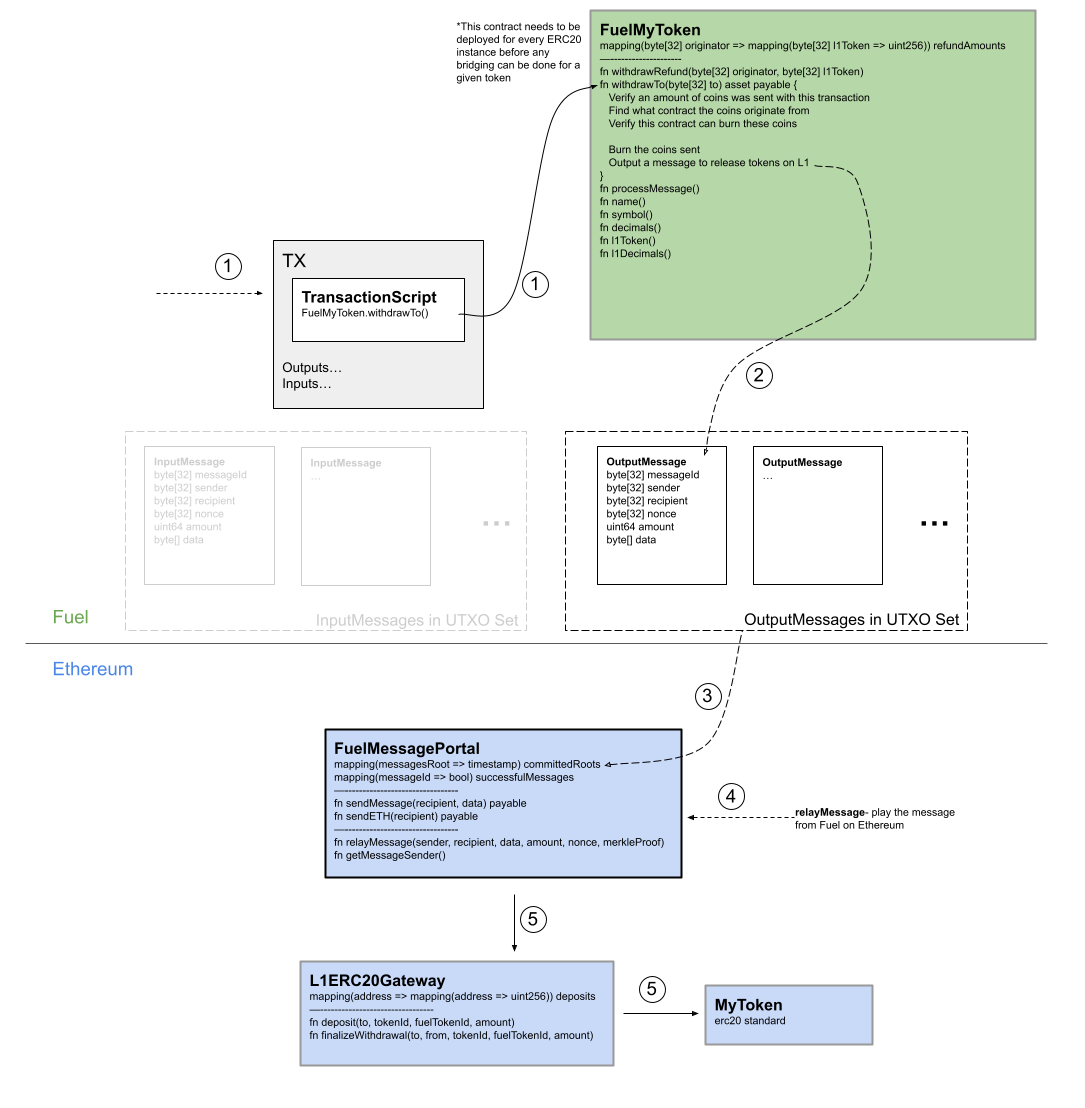 *This contract needs to be
deployed for every ERC20
instance before any
bridging can be done for a
given token
FuelMyToken
mapping(byte[32] originator => mapping(byte[32] l1Token => uint256)) refundAmounts
—----------------------
fn withdrawRefund(byte[32] originator, byte[32] l1Token)
fn withdrawTo(byte[32] to) asset payable {
Verify an amount of coins was sent with this transaction
Find what contract the coins originate from
Verify this contract can burn these coins
Burn the coins sent
Output a message to release tokens on L1
}
fn processMessage()
fn name()
fn symbol()
fn decimals()
fn l1Token()
fn l1Decimals()
1
TX
TransactionScript
FuelMyToken.withdrawTo()
Outputs…
Inputs…
1
2
InputMessage
byte[32] messageId
byte[32] sender
byte[32] recipient
byte[32] nonce
uint64 amount
byte[] data
InputMessage
…
...
InputMessages in UTXO Set
OutputMessage
byte[32] messageId
byte[32] sender
byte[32] recipient
byte[32] nonce
uint64 amount
byte[] data
OutputMessage
…
...
OutputMessages in UTXO Set
Fuel
Ethereum
3
FuelMessagePortal
mapping(messagesRoot => timestamp) committedRoots
mapping(messageId => bool) successfulMessages
—----------------------------------
fn sendMessage(recipient, data) payable
fn sendETH(recipient) payable
—----------------------------------
fn relayMessage(sender, recipient, data, amount, nonce, merkleProof)
fn getMessageSender()
4
relayMessage- play the message
from Fuel on Ethereum
5
L1ERC20Gateway
mapping(address => mapping(address => uint256)) deposits
—----------------------------------
fn deposit(to, tokenId, fuelTokenId, amount)
fn finalizeWithdrawal(to, from, tokenId, fuelTokenId, amount)
5
MyToken
erc20 standard